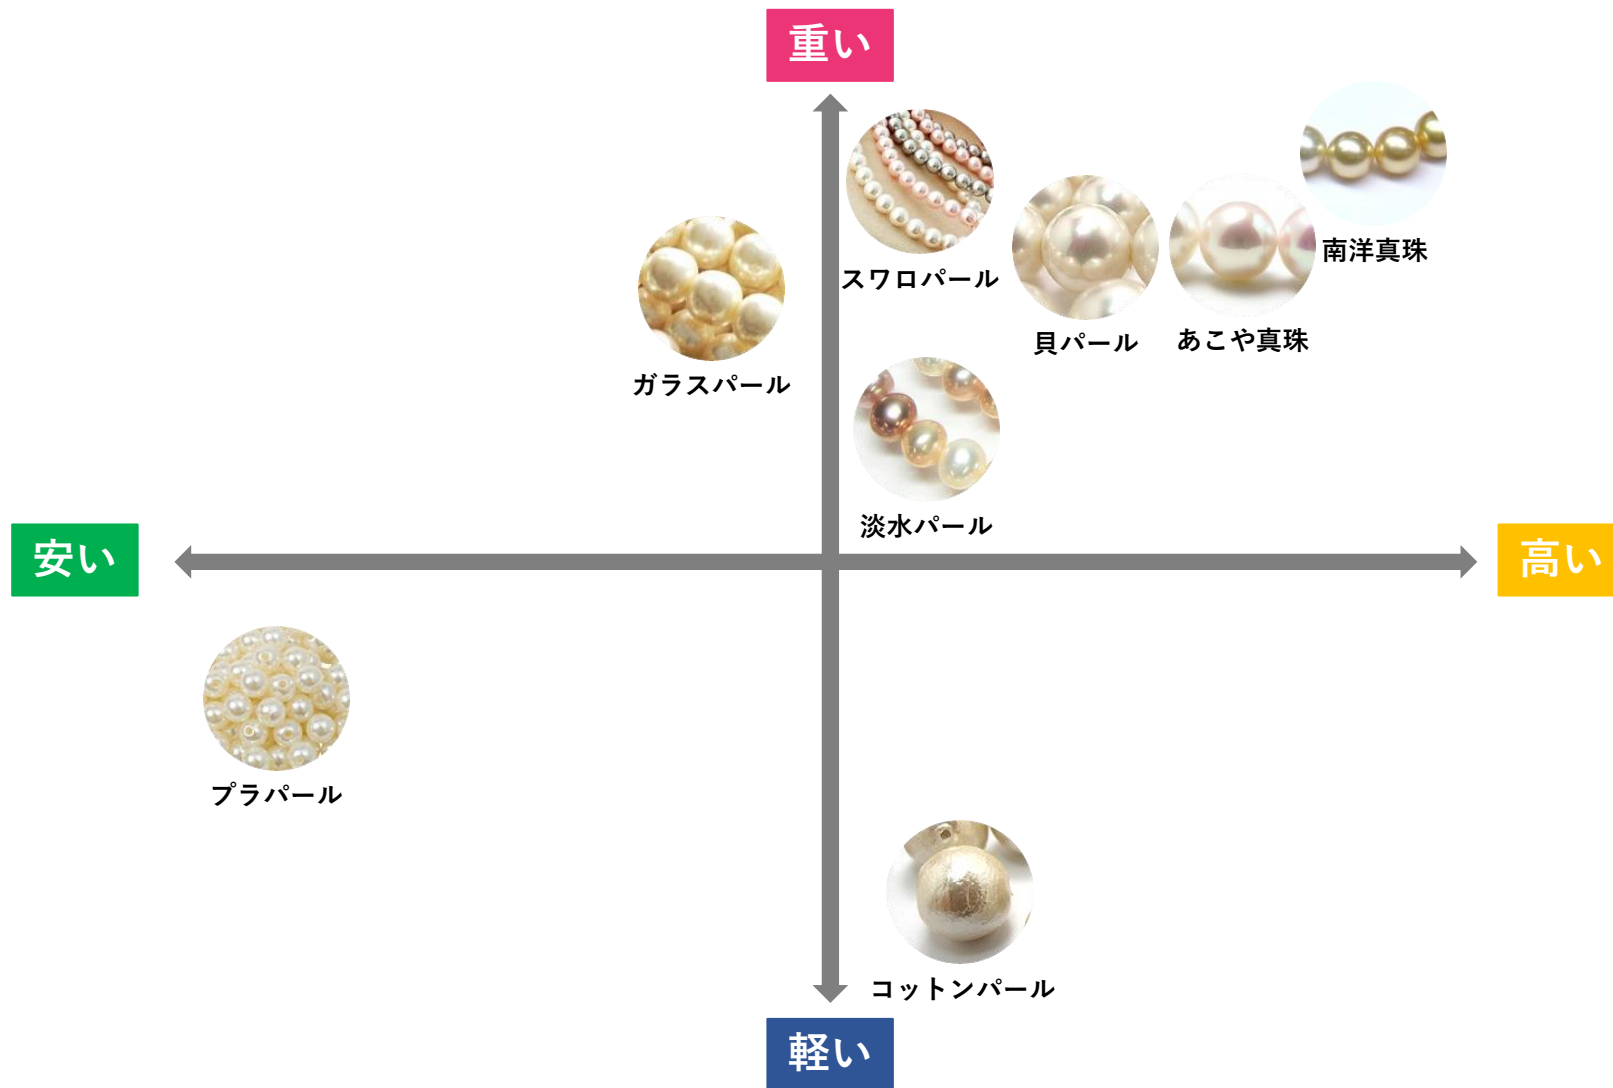 重い
スワロパール
南洋真珠
貝パール
あこや真珠
ガラスパール
淡水パール
安い
高い
プラパール
コットンパール
軽い